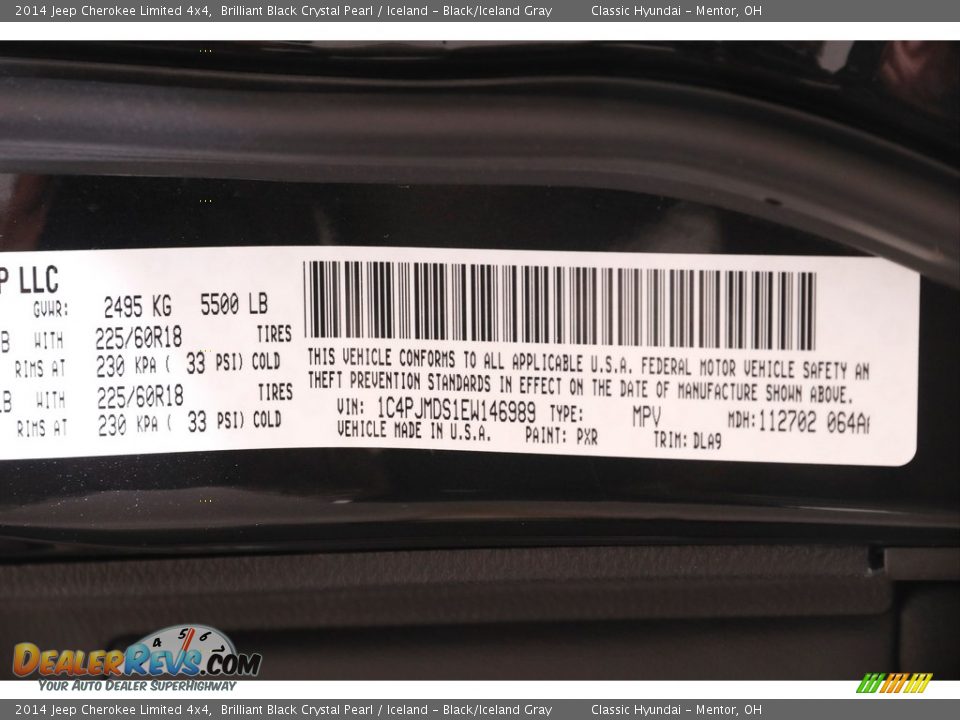 2014 Jeep Cherokee Limited 4x4, Brilliant Black Crystal Pearl / Iceland – Black/Iceland Gray Classic Hyundai – Mentor, OH
P LLC
GVWR: 2495 KG 5500 LB
B WITH 225/60R18 TIRES
RIMS AT 230 KPA ( 33 PSI) COLD
LB WITH 225/60R18 TIRES
RIMS AT 230 KPA ( 33 PSI) COLD
THIS VEHICLE CONFORMS TO ALL APPLICABLE U.S.A. FEDERAL MOTOR VEHICLE SAFETY AN
THEFT PREVENTION STANDARDS IN EFFECT ON THE DATE OF MANUFACTURE SHOWN ABOVE.
VIN: 1C4PJMDS1EW146989 TYPE: MPV MDH:112702 064A
VEHICLE MADE IN U.S.A. PAINT: PXR TRIM: DLA9
4 5 6
DealerRevs.com
Your Auto Dealer SuperHighway
2014 Jeep Cherokee Limited 4x4, Brilliant Black Crystal Pearl / Iceland – Black/Iceland Gray Classic Hyundai – Mentor, OH